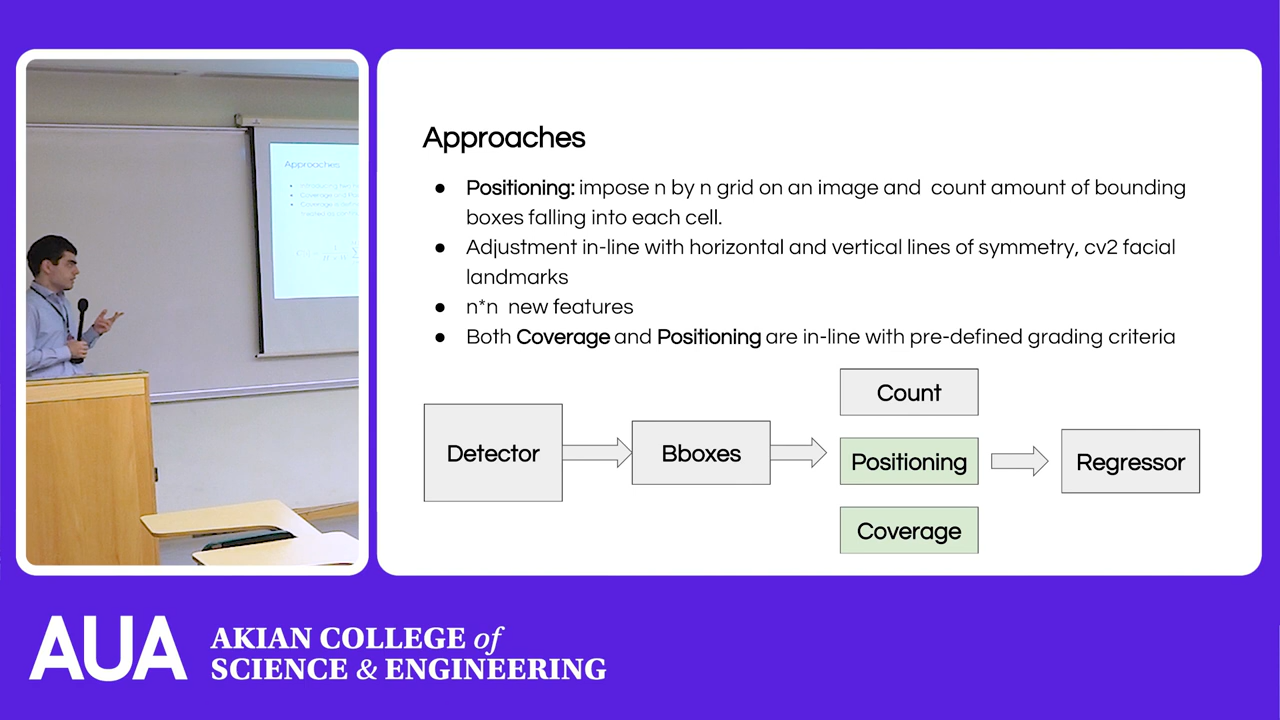 Approaches
● Positioning: impose n by n grid on an image and count amount of bounding
boxes falling into each cell.
● Adjustment in-line with horizontal and vertical lines of symmetry, cv2 facial
landmarks
● n*n new features
● Both Coverage and Positioning are in-line with pre-defined grading criteria
Detector
Bboxes
Count
Positioning
Coverage
Regressor
Approaches
AUA
AKIAN COLLEGE of
SCIENCE & ENGINEERING